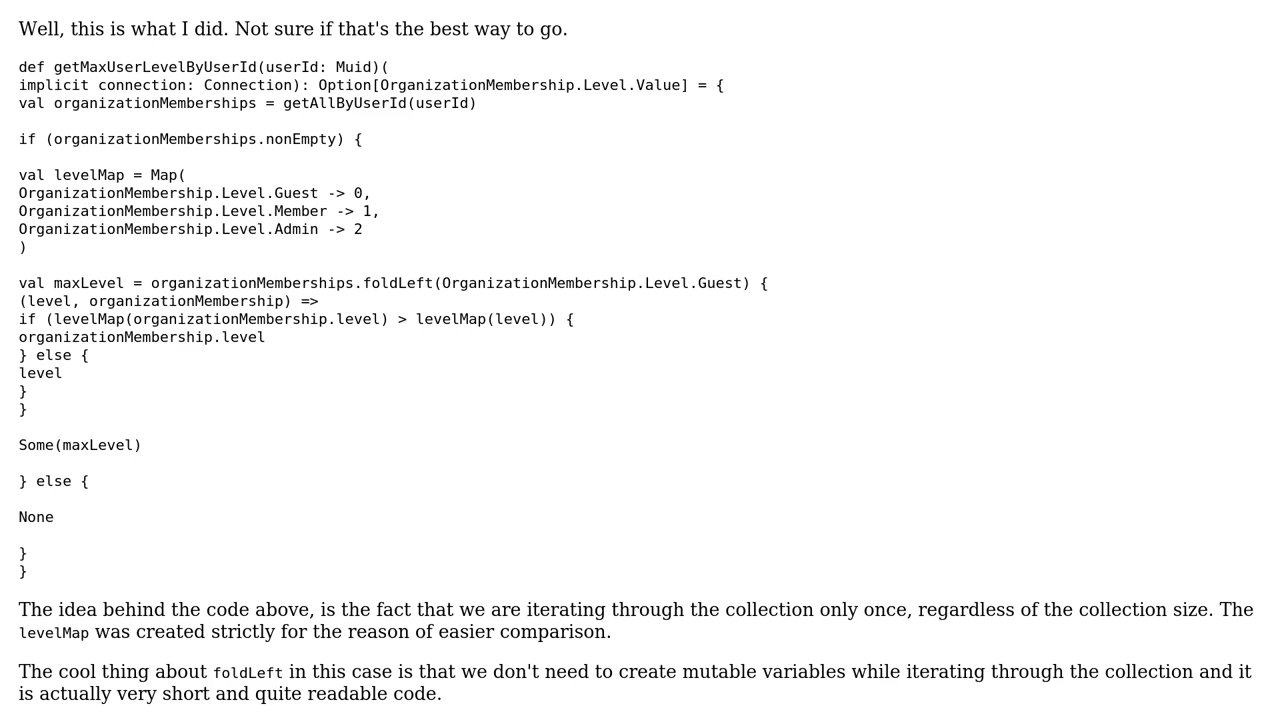 Well, this is what I did. Not sure if that's the best way to go.
def getMaxUserLevelByUserId(userId: Muid)(
implicit connection: Connection): Option[OrganizationMembership.Level.Value] = {
val organizationMemberships = getAllByUserId(userId)
if (organizationMemberships.nonEmpty) {
val levelMap = Map(
OrganizationMembership.Level.Guest -> 0,
OrganizationMembership.Level.Member -> 1,
OrganizationMembership.Level.Admin -> 2
)
val maxLevel = organizationMemberships.foldLeft(OrganizationMembership.Level.Guest) {
(level, organizationMembership) =>
if (levelMap(organizationMembership.level) > levelMap(level)) {
organizationMembership.level
} else {
level
}
}
Some(maxLevel)
} else {
None
}
}
The idea behind the code above, is the fact that we are iterating through the collection only once, regardless of the collection size. The
levelMap was created strictly for the reason of easier comparison.
The cool thing about foldLeft in this case is that we don't need to create mutable variables while iterating through the collection and it
is actually very short and quite readable code.